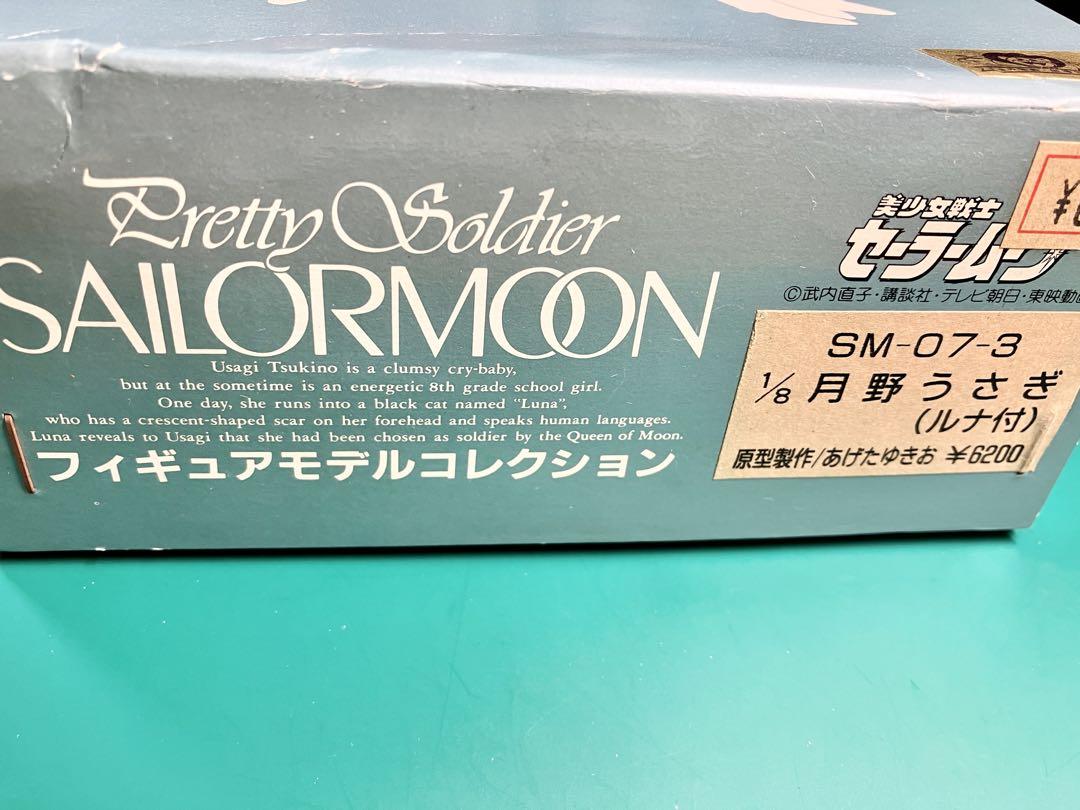 Pretty Soldier
SAILORMOON
Usagi Tsukino is a clumsy cry-baby,
but at the sometime is an energetic 8th grade school girl.
One day, she runs into a black cat named "Luna",
who has a crescent-shaped scar on her forehead and speaks human languages.
Luna reveals to Usagi that she had been chosen as soldier by the Queen of Moon.
フィギュアモデルコレクション
美少女戦士
セーラームーン
©武内直子・講談社・テレビ朝日・東映動画
¥
SM-07-3
1/8 月野うさぎ
(ルナ付)
原型製作/あげたゆきお ¥6200